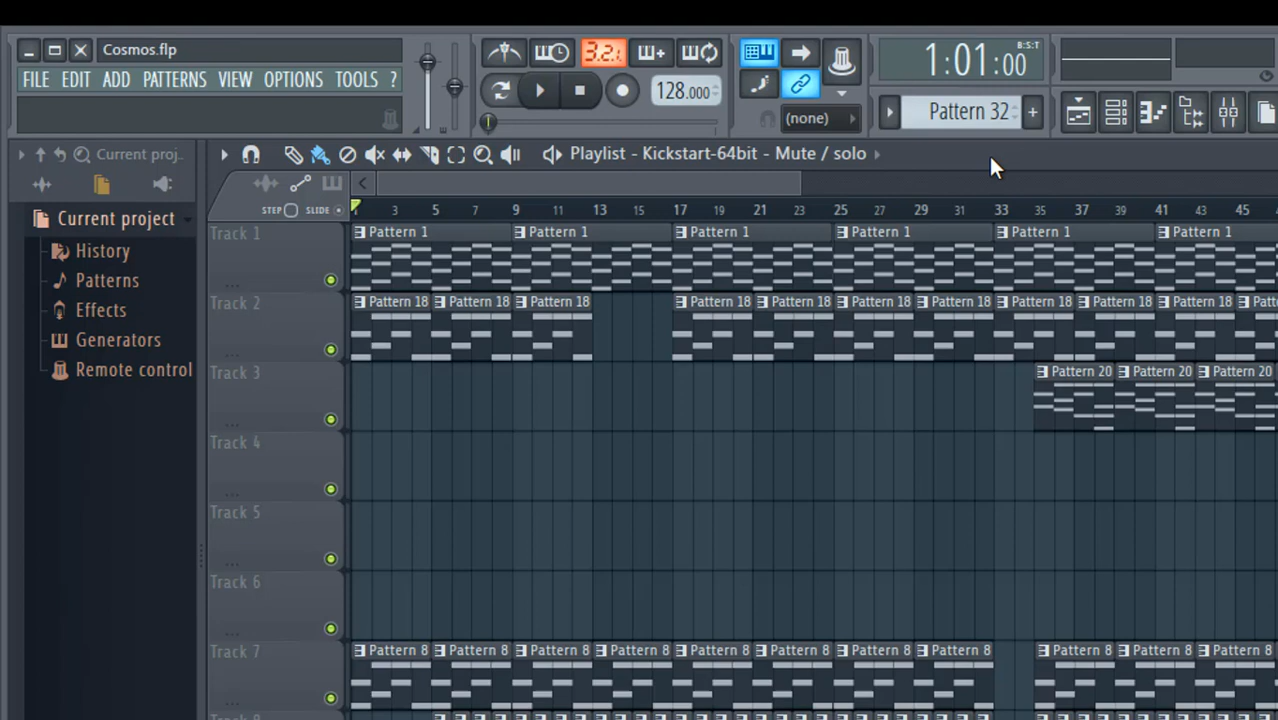 Cosmos.flp
FILE EDIT ADD PATTERNS VIEW OPTIONS TOOLS ?
3.2.
128.000
(none)
1:01:00
B:S:T
Pattern 32
+
Current proj..
Playlist - Kickstart-64bit - Mute / solo
Current project
History
Patterns
Effects
Generators
Remote control
STEP SLIDE
1 3 5 7 9 11 13 15 17 19 21 23 25 27 29 31 33 35 37 39 41 43 45
Track 1
Pattern 1 Pattern 1 Pattern 1 Pattern 1 Pattern 1 Pattern 1
Track 2
Pattern 18 Pattern 18 Pattern 18 Pattern 18 Pattern 18 Pattern 18 Pattern 18 Pattern 18 Pattern 18 Pattern 18 Patt
Track 3
Pattern 20 Pattern 20 Pattern 20
Track 4
Track 5
Track 6
Track 7
Pattern 8 Pattern 8 Pattern 8 Pattern 8 Pattern 8 Pattern 8 Pattern 8 Pattern 8 Pattern 8 Pattern 8 Pattern 8